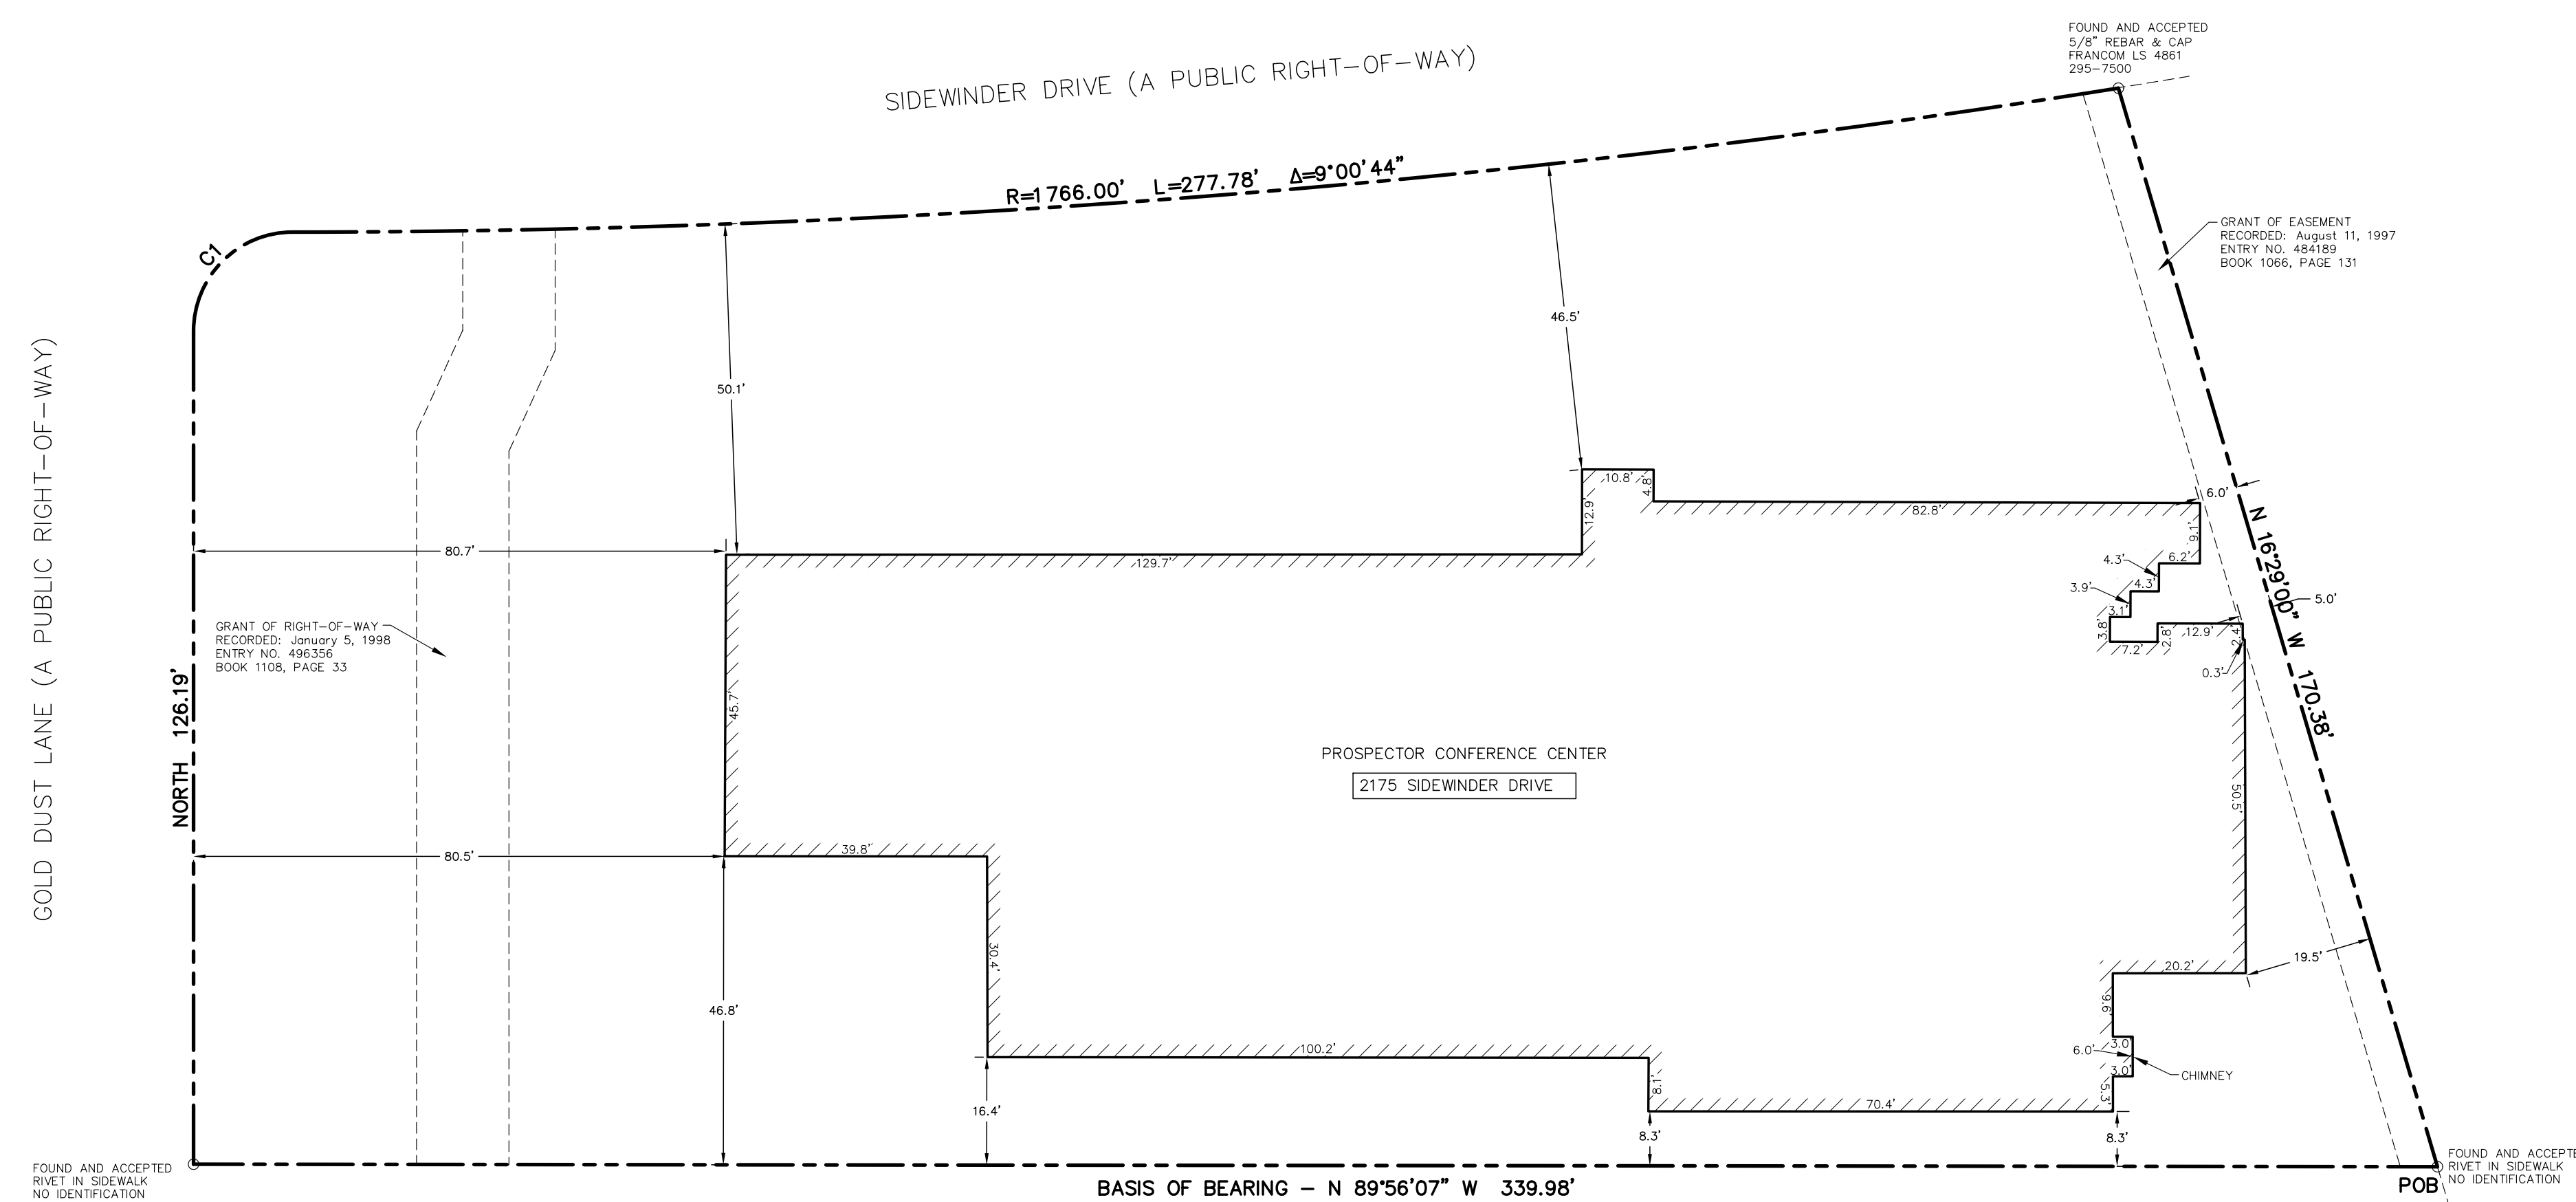 FOUND AND ACCEPTED
5/8" REBAR & CAP
FRANCOM LS 4861
295-7500
SIDEWINDER DRIVE (A PUBLIC RIGHT-OF-WAY)
R=1766.00' L=277.78' Δ=9°00'44"
C1
GRANT OF EASEMENT
RECORDED: August 11, 1997
ENTRY NO. 484189
BOOK 1066, PAGE 131
GOLD DUST LANE (A PUBLIC RIGHT-OF-WAY)
NORTH 126.19'
50.1'
46.5'
10.8'
4.8'
12.9'
82.8'
6.0'
9.1'
6.2'
4.3'
4.3'
3.9'
3.1'
3.8'
7.2'
2.8'
12.9'
2.4'
0.3'
5.0'
N 16°29'00" W 170.38'
80.7'
129.7'
GRANT OF RIGHT-OF-WAY
RECORDED: January 5, 1998
ENTRY NO. 496356
BOOK 1108, PAGE 33
45.7'
PROSPECTOR CONFERENCE CENTER
2175 SIDEWINDER DRIVE
50.5'
80.5'
39.8'
30.4'
46.8'
20.2'
19.5'
9.6'
3.0'
6.0'
3.0'
CHIMNEY
5.3'
100.2'
8.1'
70.4'
16.4'
8.3'
8.3'
FOUND AND ACCEPTED
RIVET IN SIDEWALK
NO IDENTIFICATION
BASIS OF BEARING - N 89°56'07" W 339.98'
POB
FOUND AND ACCEPTE
RIVET IN SIDEWALK
NO IDENTIFICATION